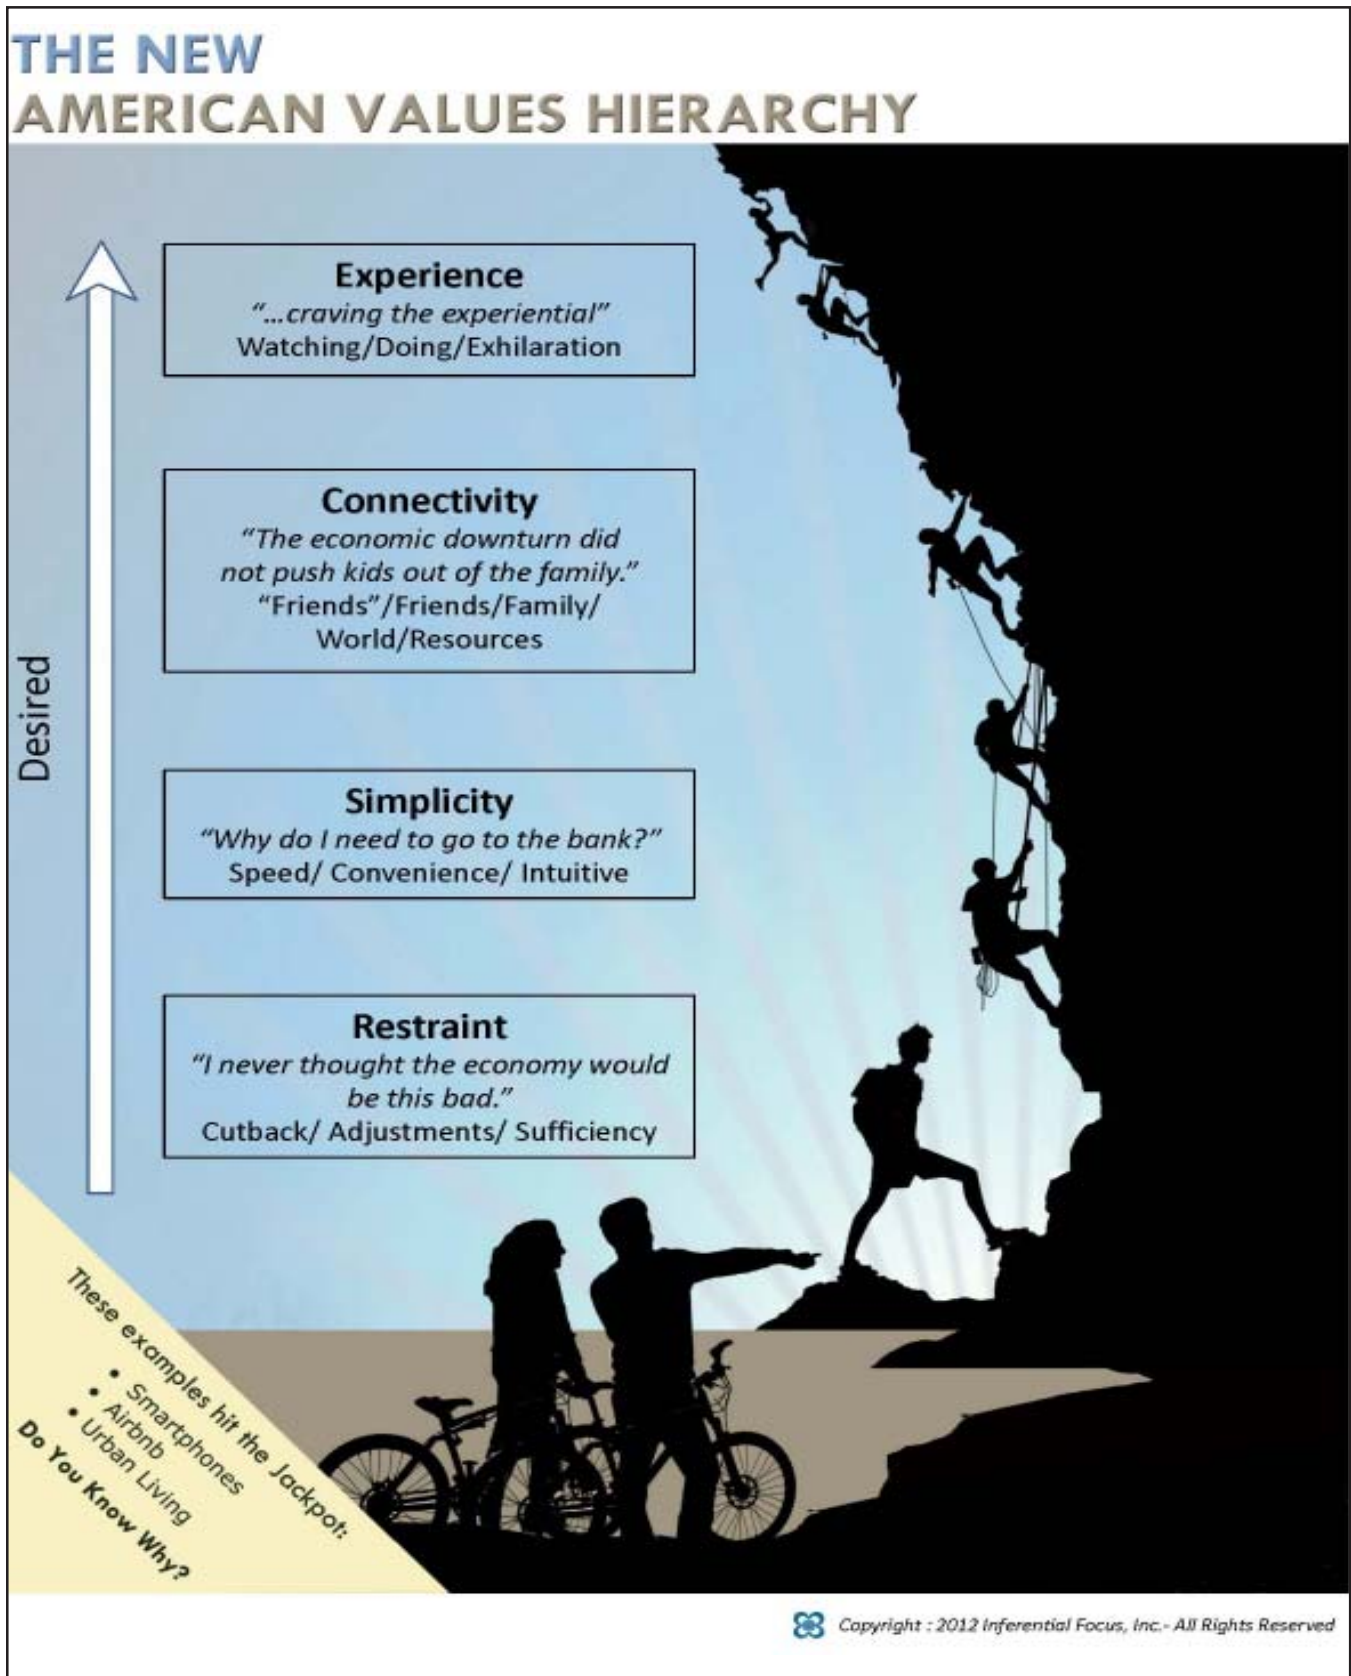 THE NEW
AMERICAN VALUES HIERARCHY
Experience
“...craving the experiential”
Watching/Doing/Exhilaration
Connectivity
“The economic downturn did
not push kids out of the family.”
“Friends”/Friends/Family/
World/Resources
Desired
Simplicity
“Why do I need to go to the bank?”
Speed/ Convenience/ Intuitive
Restraint
“I never thought the economy would
be this bad.”
Cutback/ Adjustments/ Sufficiency
These examples hit the Jackpot:
• Smartphones
• Airbnb
• Urban Living
Do You Know Why?
Copyright : 2012 Inferential Focus, Inc.- All Rights Reserved